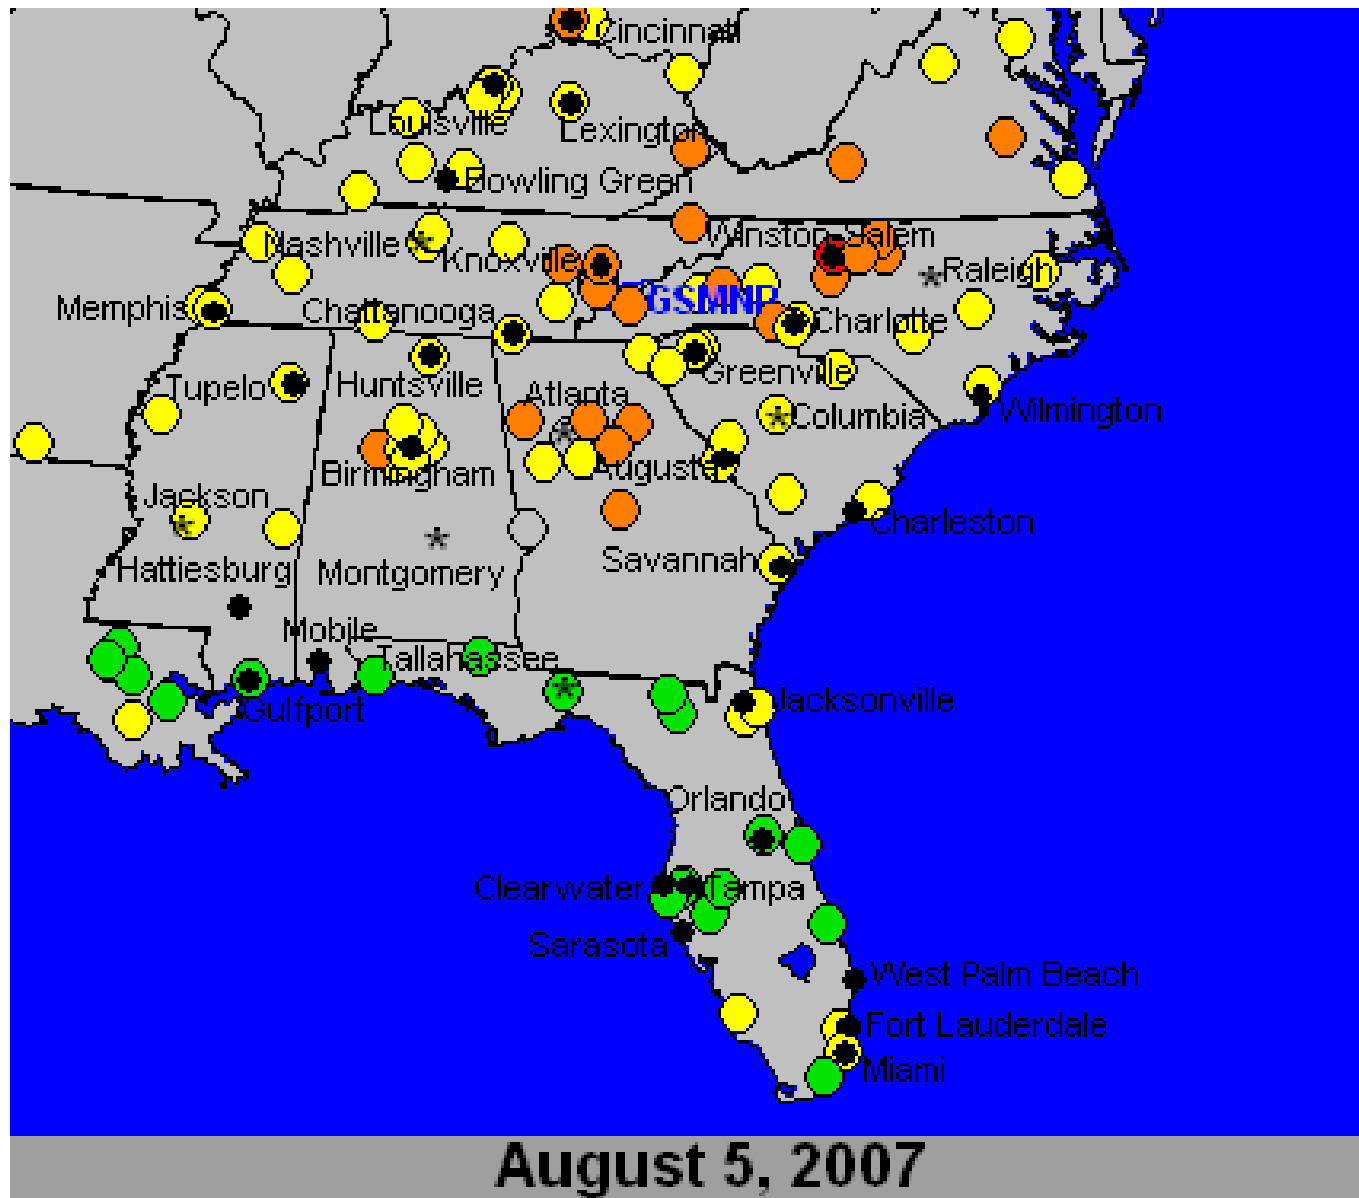 Cincinnati
Louisville
Lexington
Bowling Green
Winston-Salem
Nashville
Knoxville
Raleigh
GSMNP
Memphis
Chattanooga
Charlotte
Greenville
Tupelo
Huntsville
Atlanta
Columbia
Wilmington
Augusta
Birmingham
Jackson
Charleston
Savannah
Hattiesburg
Montgomery
Mobile
Tallahassee
Gulfport
Jacksonville
Orlando
Clearwater
Tampa
Sarasota
West Palm Beach
Fort Lauderdale
Miami
August 5, 2007